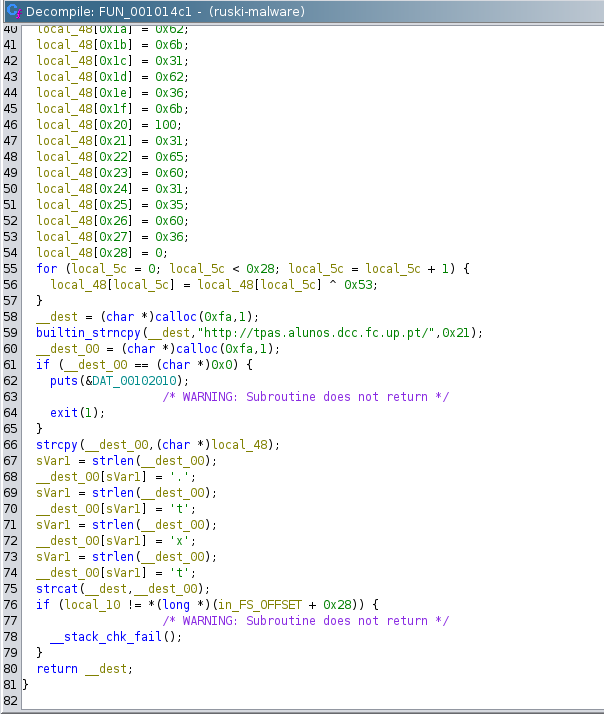 Decompile: FUN_001014c1 - (ruski-malware)
40 local_48[0x1a] = 0x62;
41 local_48[0x1b] = 0x6b;
42 local_48[0x1c] = 0x31;
43 local_48[0x1d] = 0x62;
44 local_48[0x1e] = 0x36;
45 local_48[0x1f] = 0x6b;
46 local_48[0x20] = 100;
47 local_48[0x21] = 0x31;
48 local_48[0x22] = 0x65;
49 local_48[0x23] = 0x60;
50 local_48[0x24] = 0x31;
51 local_48[0x25] = 0x35;
52 local_48[0x26] = 0x60;
53 local_48[0x27] = 0x36;
54 local_48[0x28] = 0;
55 for (local_5c = 0; local_5c < 0x28; local_5c = local_5c + 1) {
56 local_48[local_5c] = local_48[local_5c] ^ 0x53;
57 }
58 __dest = (char *)calloc(0xfa,1);
59 builtin_strncpy(__dest,"http://tpas.alunos.dcc.fc.up.pt/",0x21);
60 __dest_00 = (char *)calloc(0xfa,1);
61 if (__dest_00 == (char *)0x0) {
62 puts(&DAT_00102010);
63 /* WARNING: Subroutine does not return */
64 exit(1);
65 }
66 strcpy(__dest_00,(char *)local_48);
67 sVar1 = strlen(__dest_00);
68 __dest_00[sVar1] = '.';
69 sVar1 = strlen(__dest_00);
70 __dest_00[sVar1] = 't';
71 sVar1 = strlen(__dest_00);
72 __dest_00[sVar1] = 'x';
73 sVar1 = strlen(__dest_00);
74 __dest_00[sVar1] = 't';
75 strcat(__dest,__dest_00);
76 if (local_10 != *(long *)(in_FS_OFFSET + 0x28)) {
77 /* WARNING: Subroutine does not return */
78 __stack_chk_fail();
79 }
80 return __dest;
81 }
82